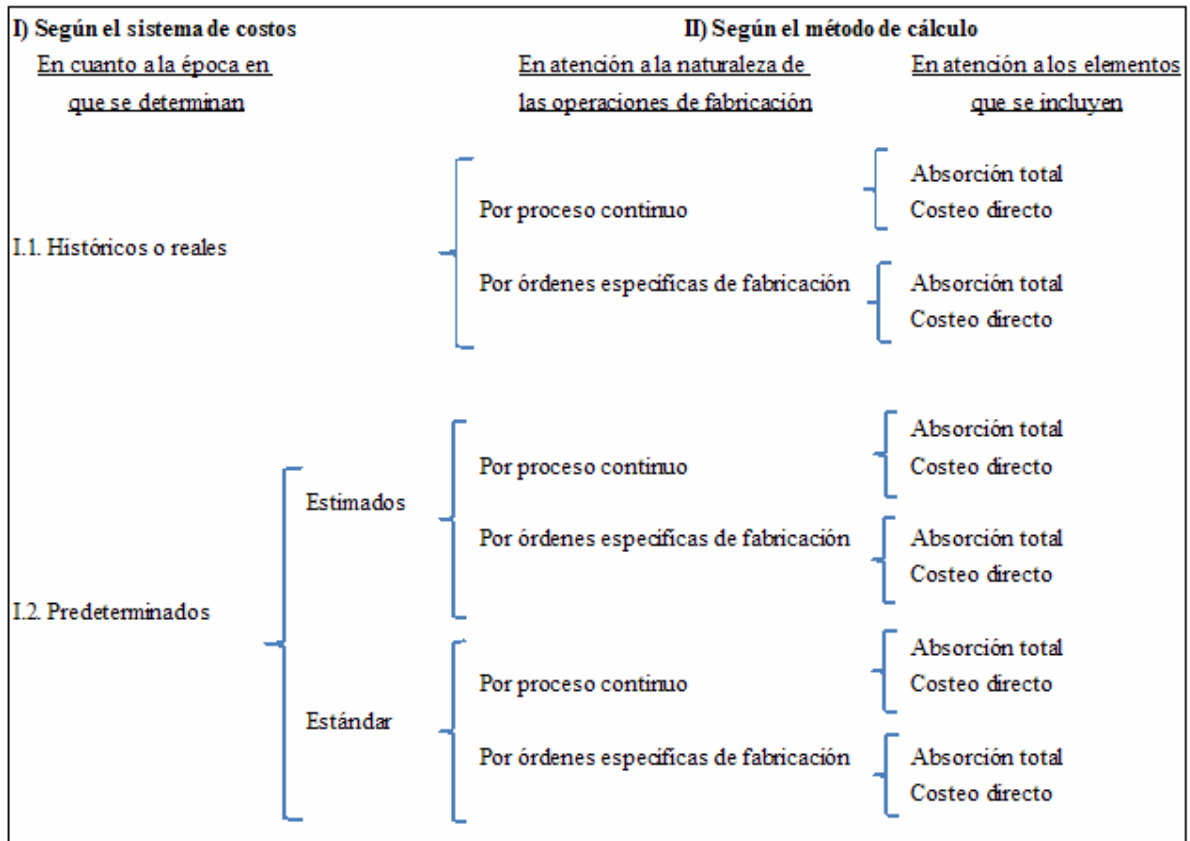 I) Según el sistema de costos
II) Según el método de cálculo
En cuanto a la época en
que se determinan
En atención a la naturaleza de
las operaciones de fabricación
En atención a los elementos
que se incluyen
I.1. Históricos o reales
Por proceso continuo
Absorción total
Costeo directo
Por órdenes específicas de fabricación
Absorción total
Costeo directo
I.2. Predeterminados
Estimados
Por proceso continuo
Absorción total
Costeo directo
Por órdenes específicas de fabricación
Absorción total
Costeo directo
Estándar
Por proceso continuo
Absorción total
Costeo directo
Por órdenes específicas de fabricación
Absorción total
Costeo directo